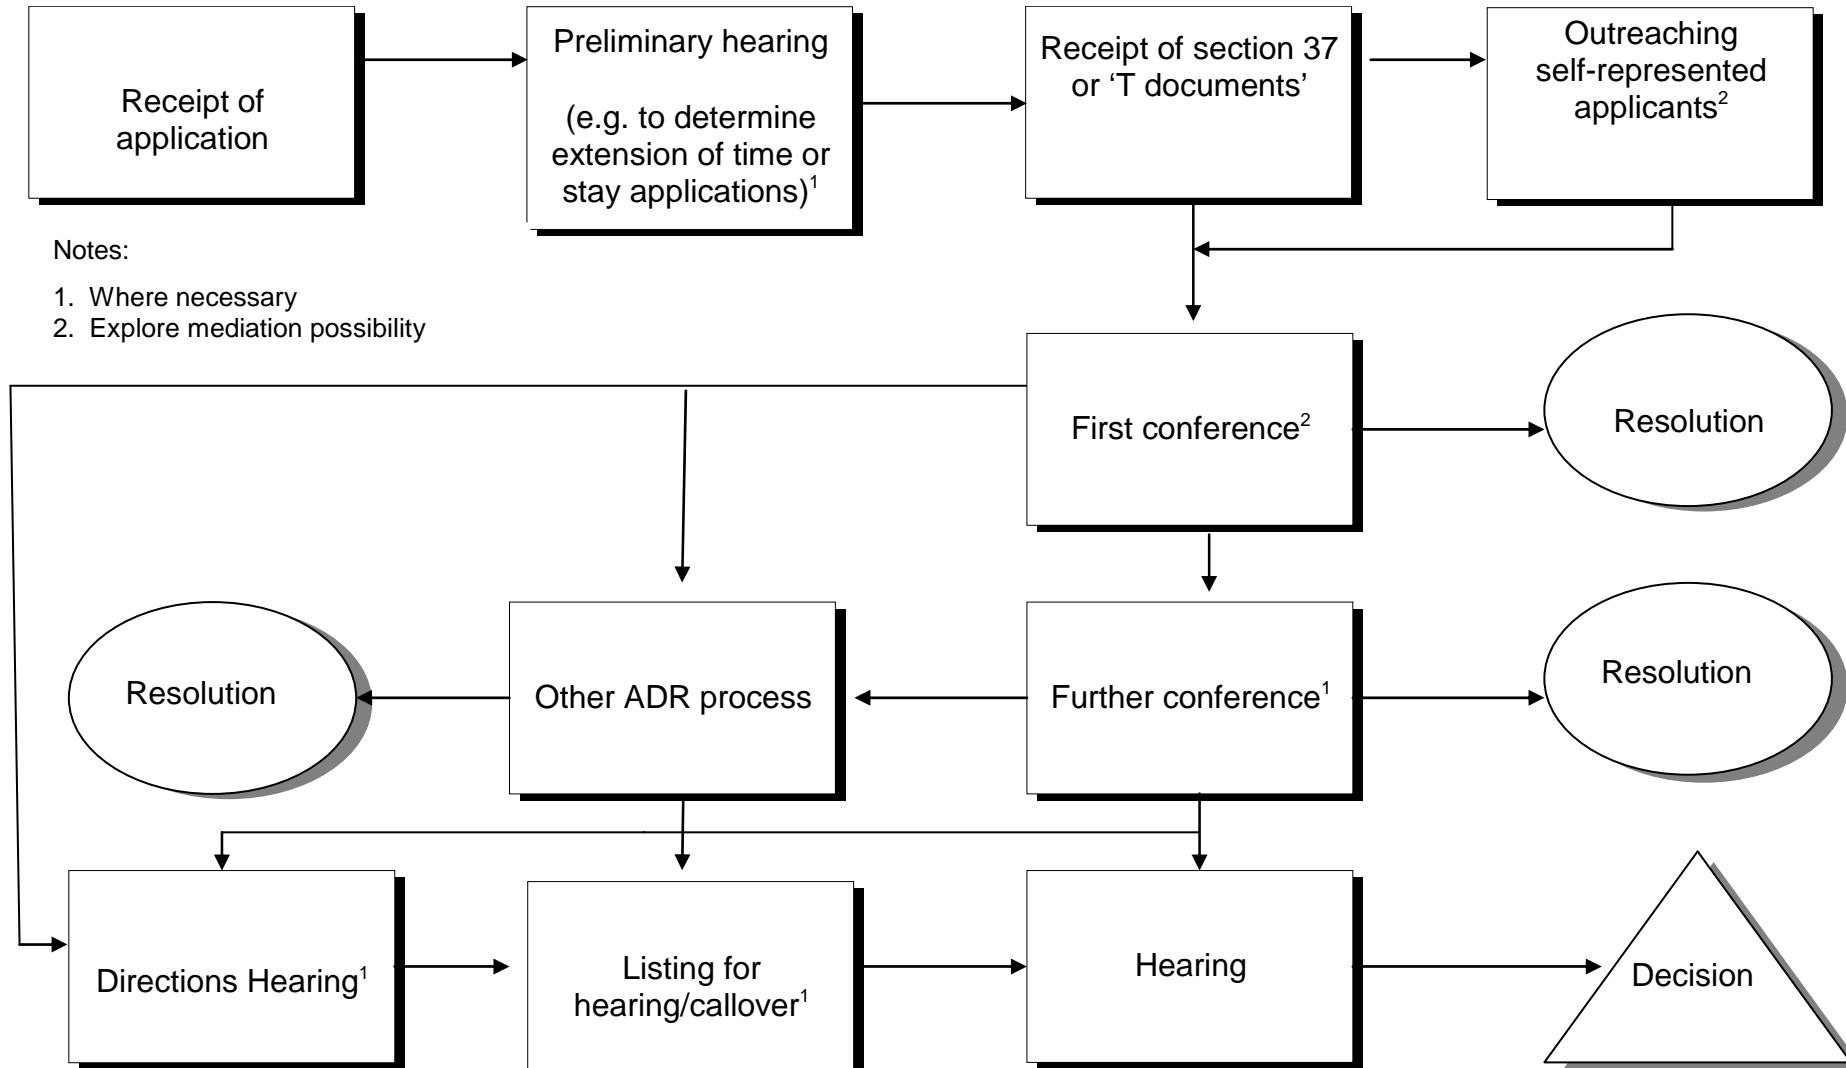 Receipt of
application
Preliminary hearing
(e.g. to determine
extension of time or
stay applications)¹
Receipt of section 37
or ‘T documents’
Outreaching
self-represented
applicants²
Notes:
1. Where necessary
2. Explore mediation possibility
First conference²
Resolution
Resolution
Other ADR process
Further conference¹
Resolution
Directions Hearing¹
Listing for
hearing/callover¹
Hearing
Decision